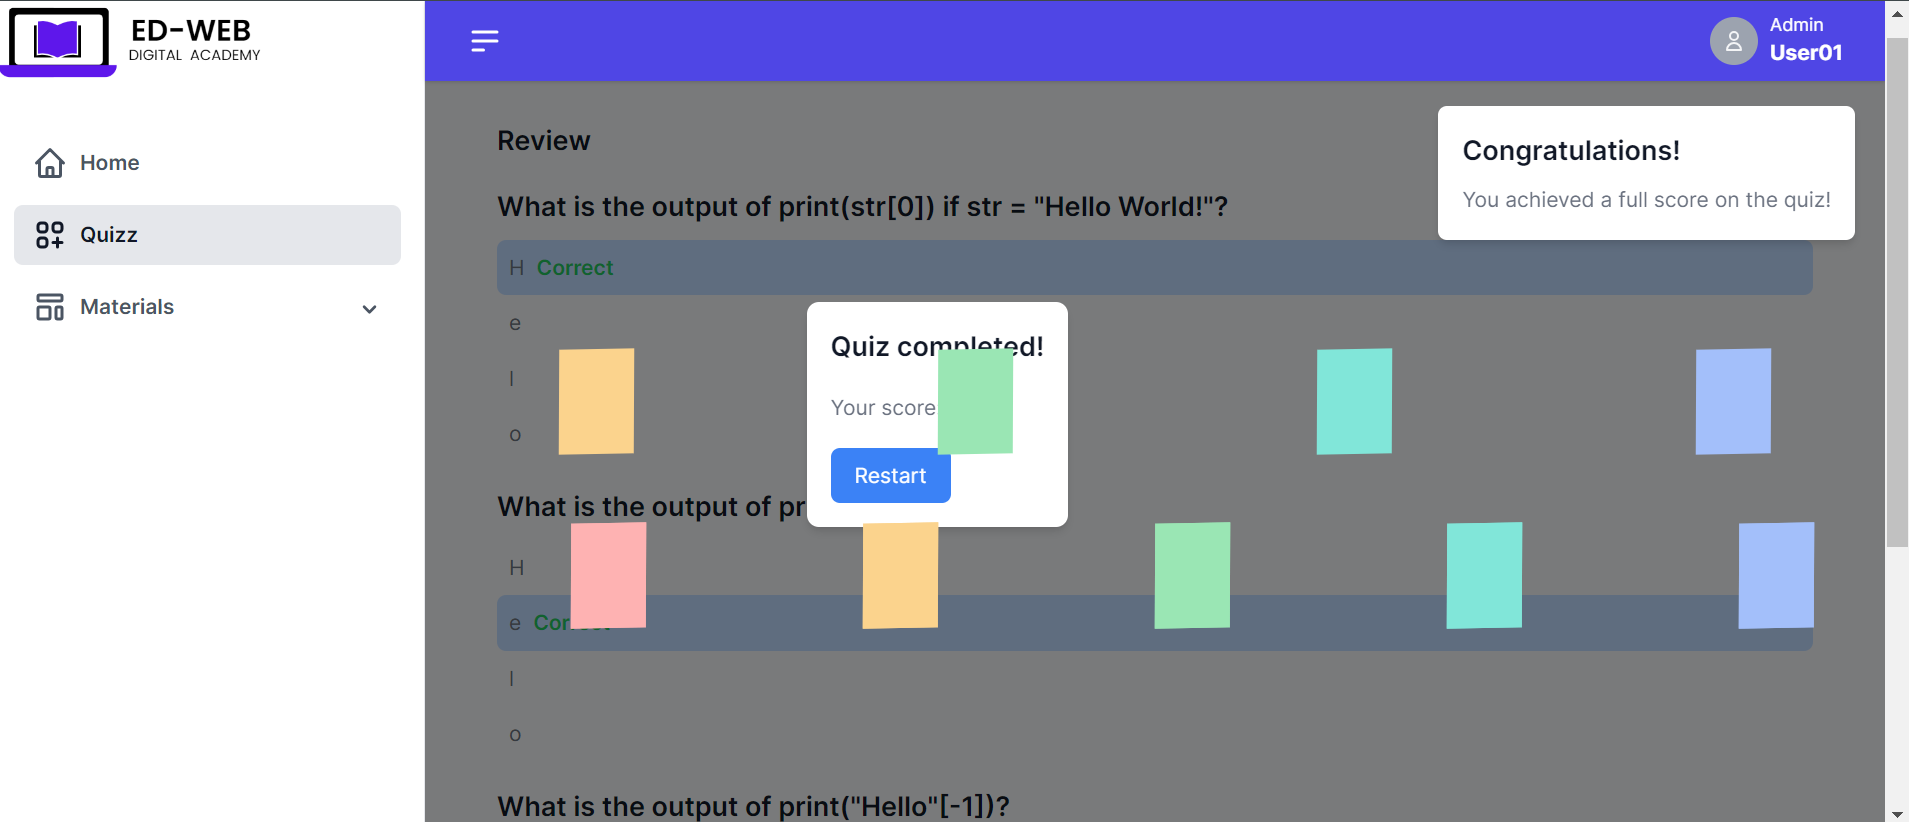 ED-WEB
DIGITAL ACADEMY
Admin
User01
Home
Quizz
Materials
Review
Congratulations!
You achieved a full score on the quiz!
What is the output of print(str[0]) if str = "Hello World!"?
H Correct
e
l
o
Quiz completed!
Your score
Restart
What is the output of pr
H
e Correct
l
o
What is the output of print("Hello"[-1])?